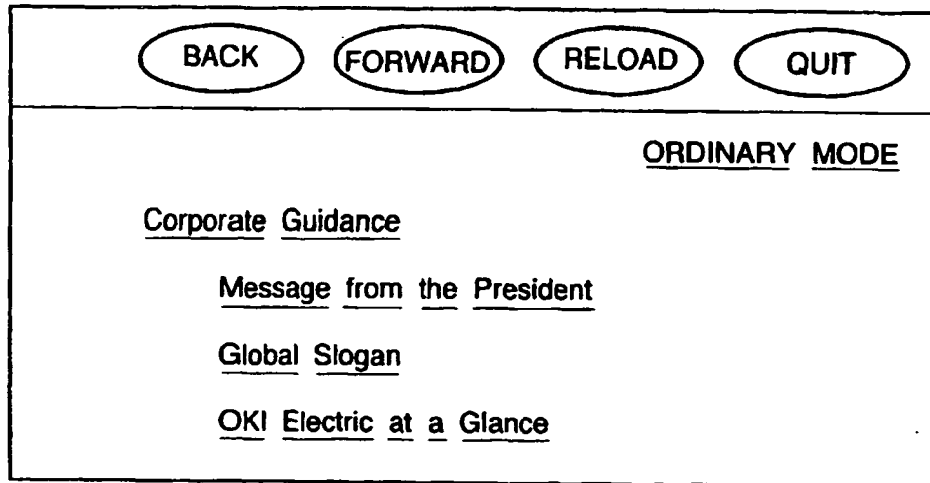 BACK FORWARD RELOAD QUIT
ORDINARY MODE
Corporate Guidance
Message from the President
Global Slogan
OKI Electric at a Glance